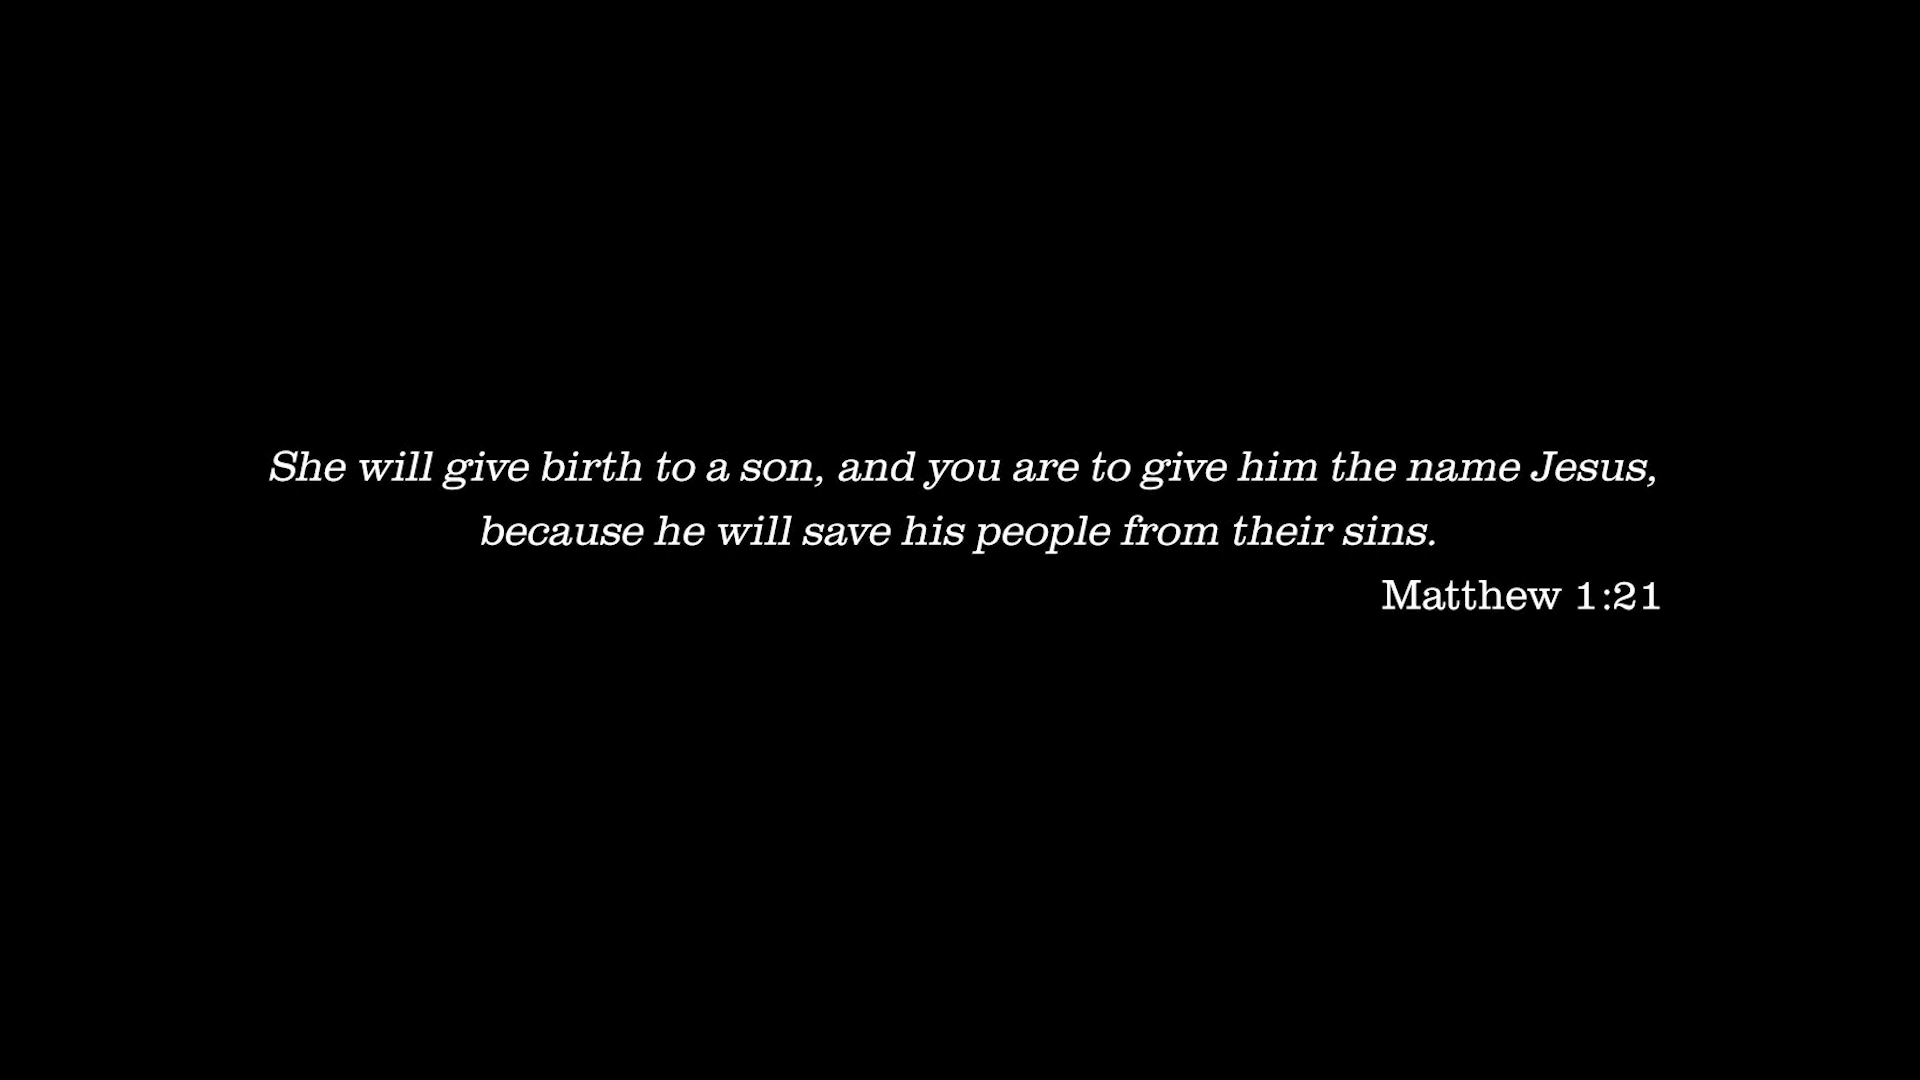 She will give birth to a son, and you are to give him the name Jesus,
because he will save his people from their sins.
Matthew 1:21